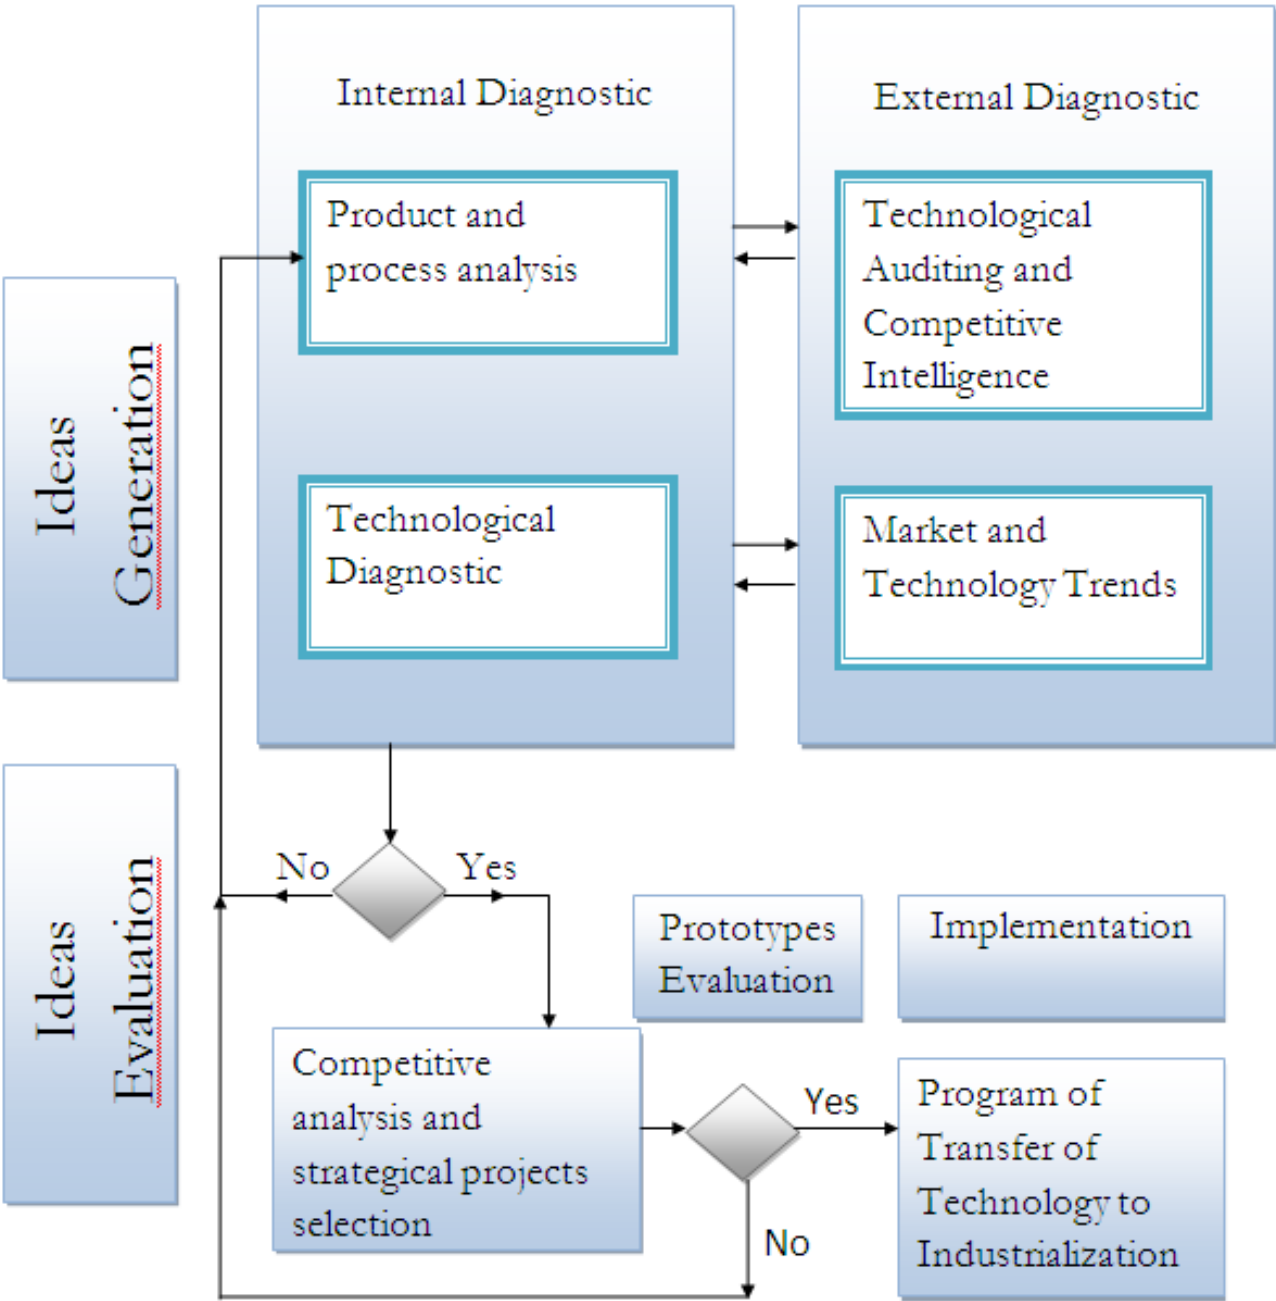 Internal Diagnostic
External Diagnostic
Product and
process analysis
Technological
Auditing and
Competitive
Intelligence
Ideas
Generation
Technological
Diagnostic
Market and
Technology Trends
No
Yes
Ideas
Evaluation
Prototypes
Evaluation
Implementation
Competitive
analysis and
strategical projects
selection
Yes
No
Program of
Transfer of
Technology to
Industrialization